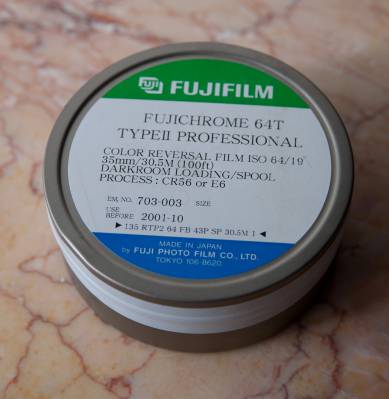 FUJIFILM
FUJICHROME 64T
TYPEII PROFESSIONAL
COLOR REVERSAL FILM ISO 64/19°
35mm/30.5M (100ft)
DARKROOM LOADING/SPOOL
PROCESS : CR56 or E6
EM. NO. 703-003 SIZE
USE BEFORE 2001-10
►135 RTP2 64 FB 43P SP 30.5M 1◄
MADE IN JAPAN
by FUJI PHOTO FILM CO., LTD.
TOKYO 106-8620